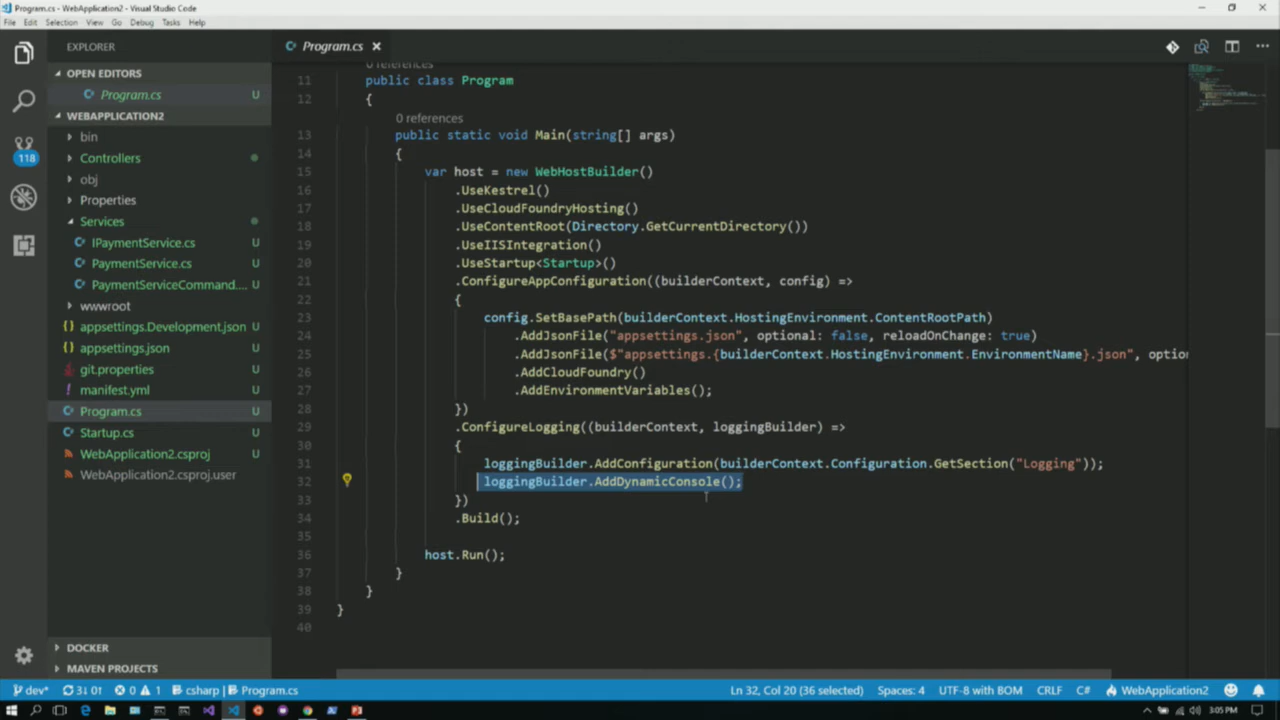 Program.cs - WebApplication2 - Visual Studio Code
File Edit Selection View Go Debug Tasks Help
EXPLORER
OPEN EDITORS
Program.cs U
WEBAPPLICATION2
bin
Controllers
obj
Properties
Services
IPaymentService.cs U
PaymentService.cs U
PaymentServiceCommand.... U
wwwroot
appsettings.Development.json U
appsettings.json U
git.properties U
manifest.yml U
Program.cs U
Startup.cs U
WebApplication2.csproj U
WebApplication2.csproj.user
DOCKER
MAVEN PROJECTS
118
Program.cs
0 references
11 public class Program
12 {
0 references
13 public static void Main(string[] args)
14 {
15 var host = new WebHostBuilder()
16 .UseKestrel()
17 .UseCloudFoundryHosting()
18 .UseContentRoot(Directory.GetCurrentDirectory())
19 .UseIISIntegration()
20 .UseStartup<Startup>()
21 .ConfigureAppConfiguration((builderContext, config) =>
22 {
23 config.SetBasePath(builderContext.HostingEnvironment.ContentRootPath)
24 .AddJsonFile("appsettings.json", optional: false, reloadOnChange: true)
25 .AddJsonFile($"appsettings.{builderContext.HostingEnvironment.EnvironmentName}.json", option
26 .AddCloudFoundry()
27 .AddEnvironmentVariables();
28 })
29 .ConfigureLogging((builderContext, loggingBuilder) =>
30 {
31 loggingBuilder.AddConfiguration(builderContext.Configuration.GetSection("Logging"));
32 loggingBuilder.AddDynamicConsole();
33 })
34 .Build();
35
36 host.Run();
37 }
38 }
39 }
40
dev* 3↓ 0↑ 0 1 csharp Program.cs Ln 32, Col 20 (36 selected) Spaces: 4 UTF-8 with BOM CRLF C# WebApplication2
3:05 PM